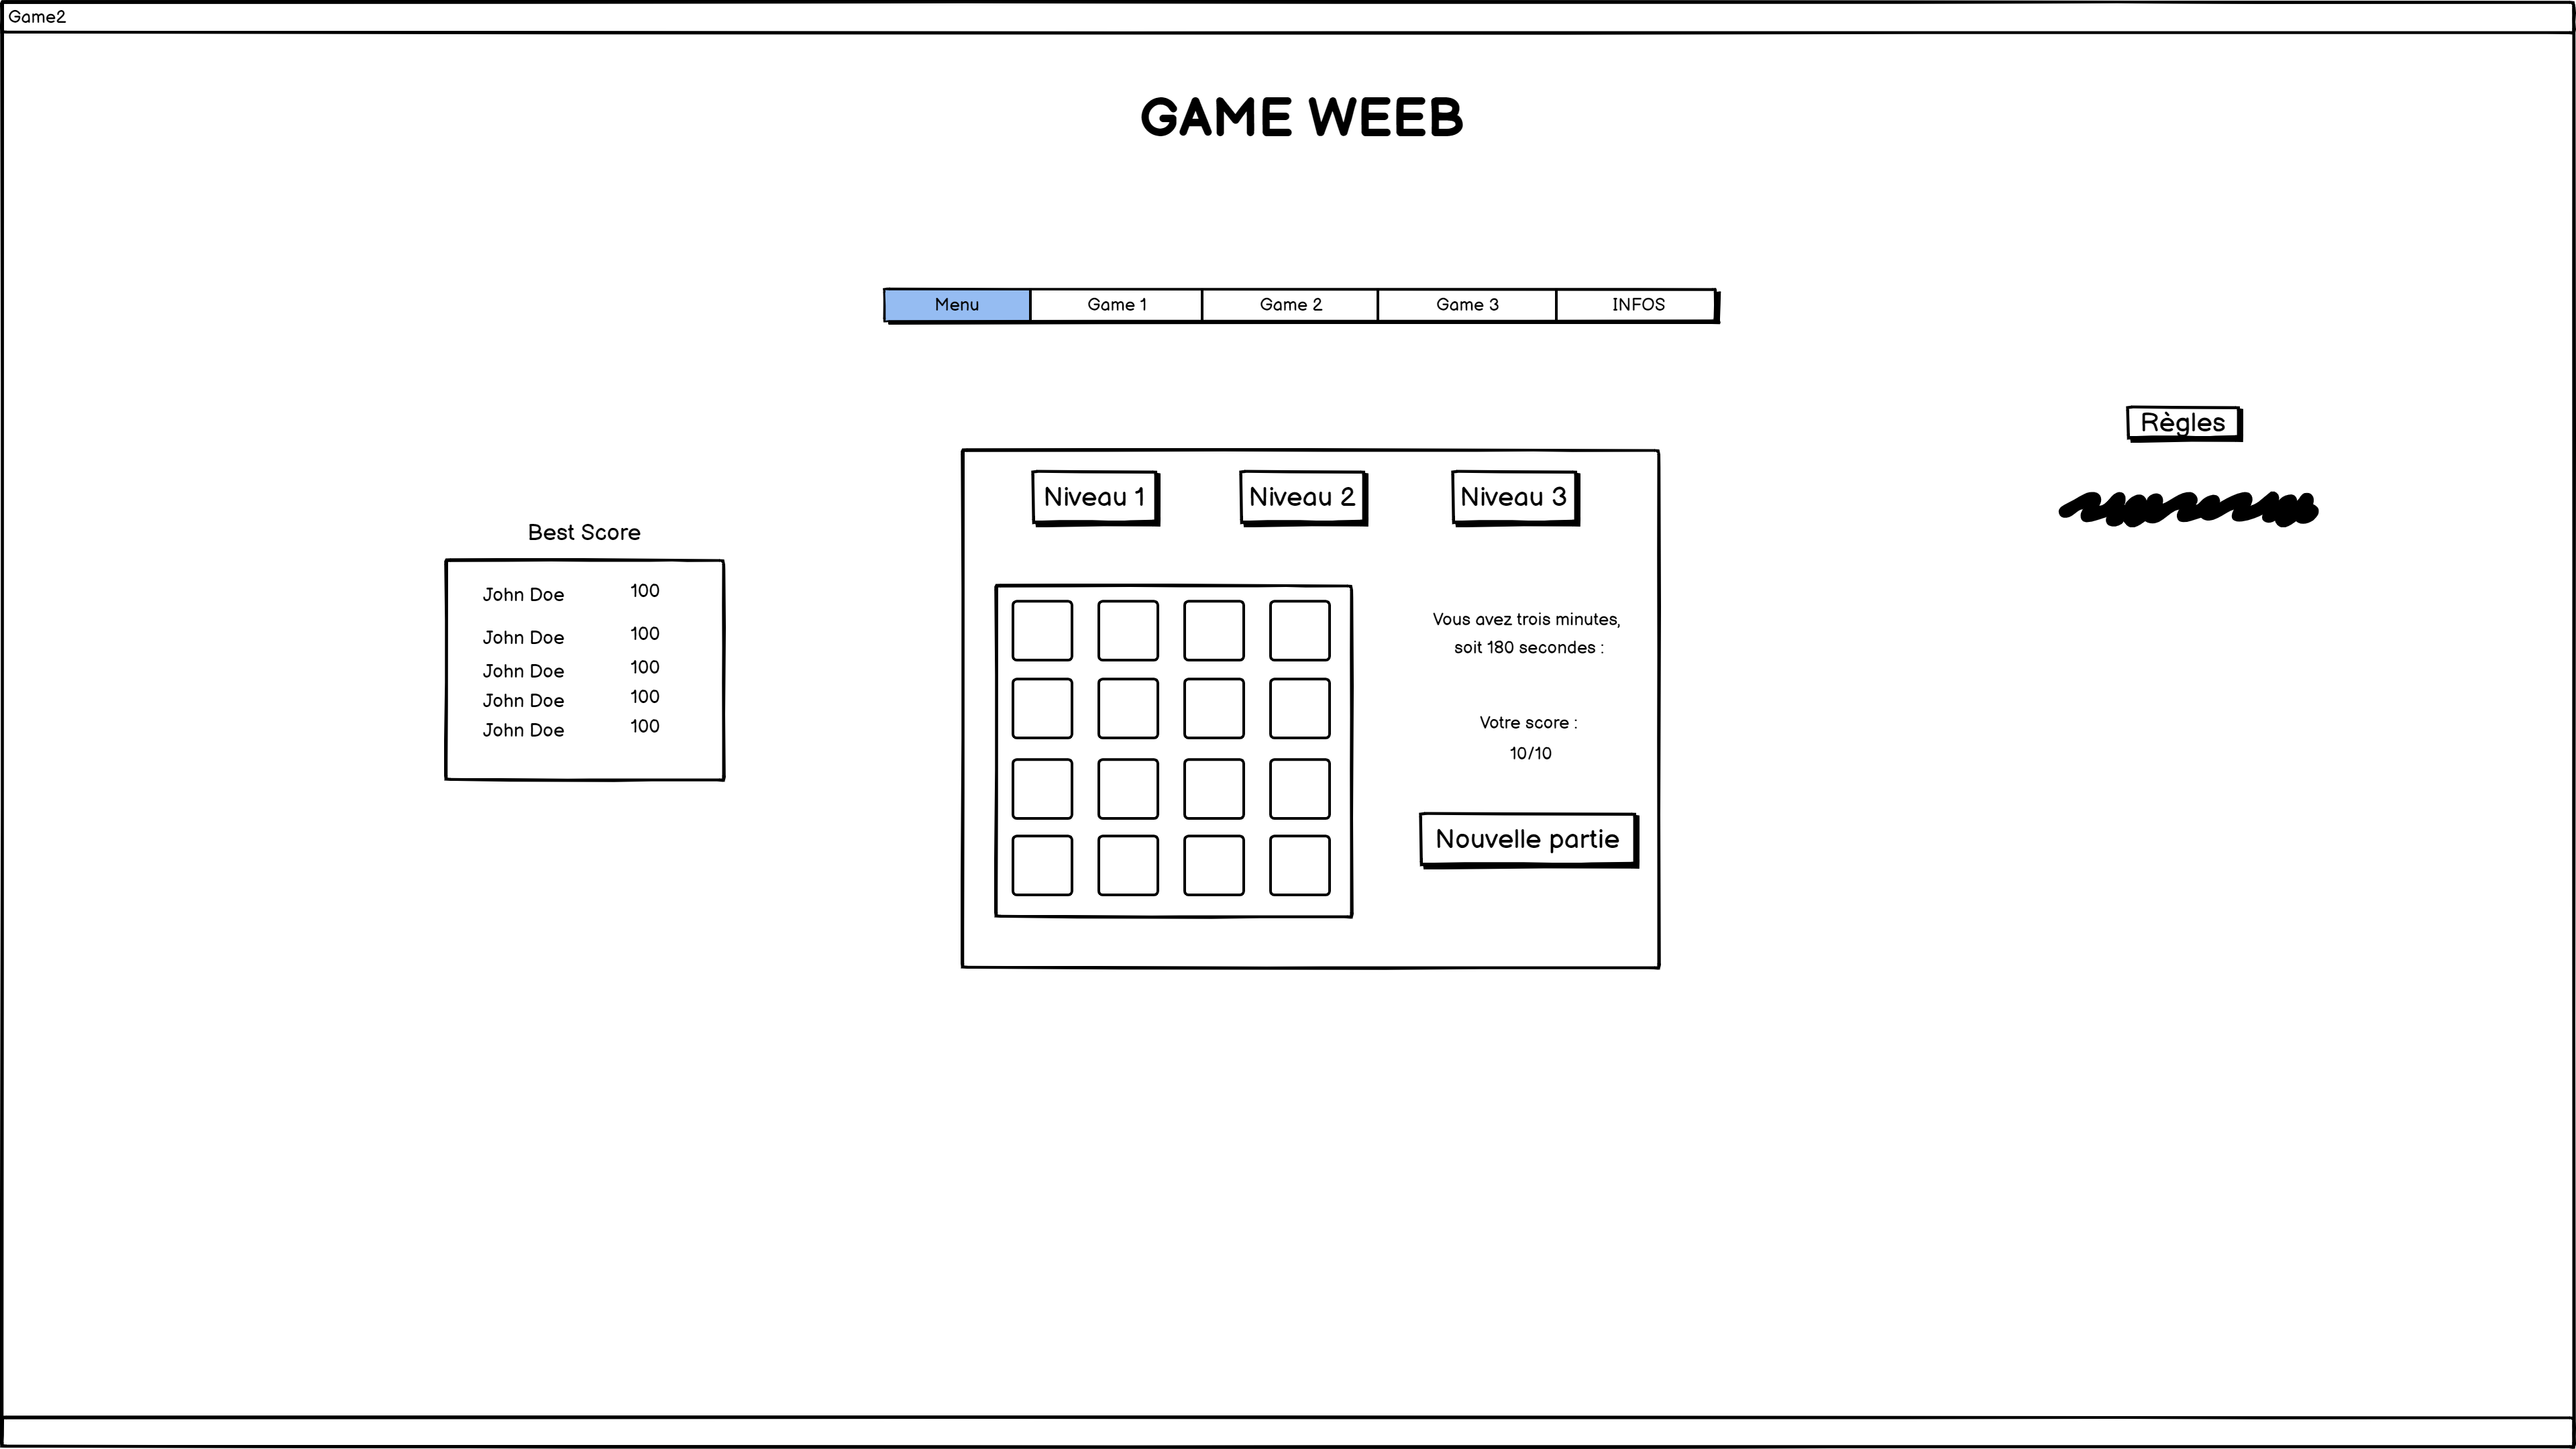 Game2
GAME WEEB
Menu Game 1 Game 2 Game 3 INFOS
Règles
Niveau 1 Niveau 2 Niveau 3
Best Score
John Doe 100
John Doe 100
John Doe 100
John Doe 100
John Doe 100
Vous avez trois minutes,
soit 180 secondes :
Votre score :
10/10
Nouvelle partie